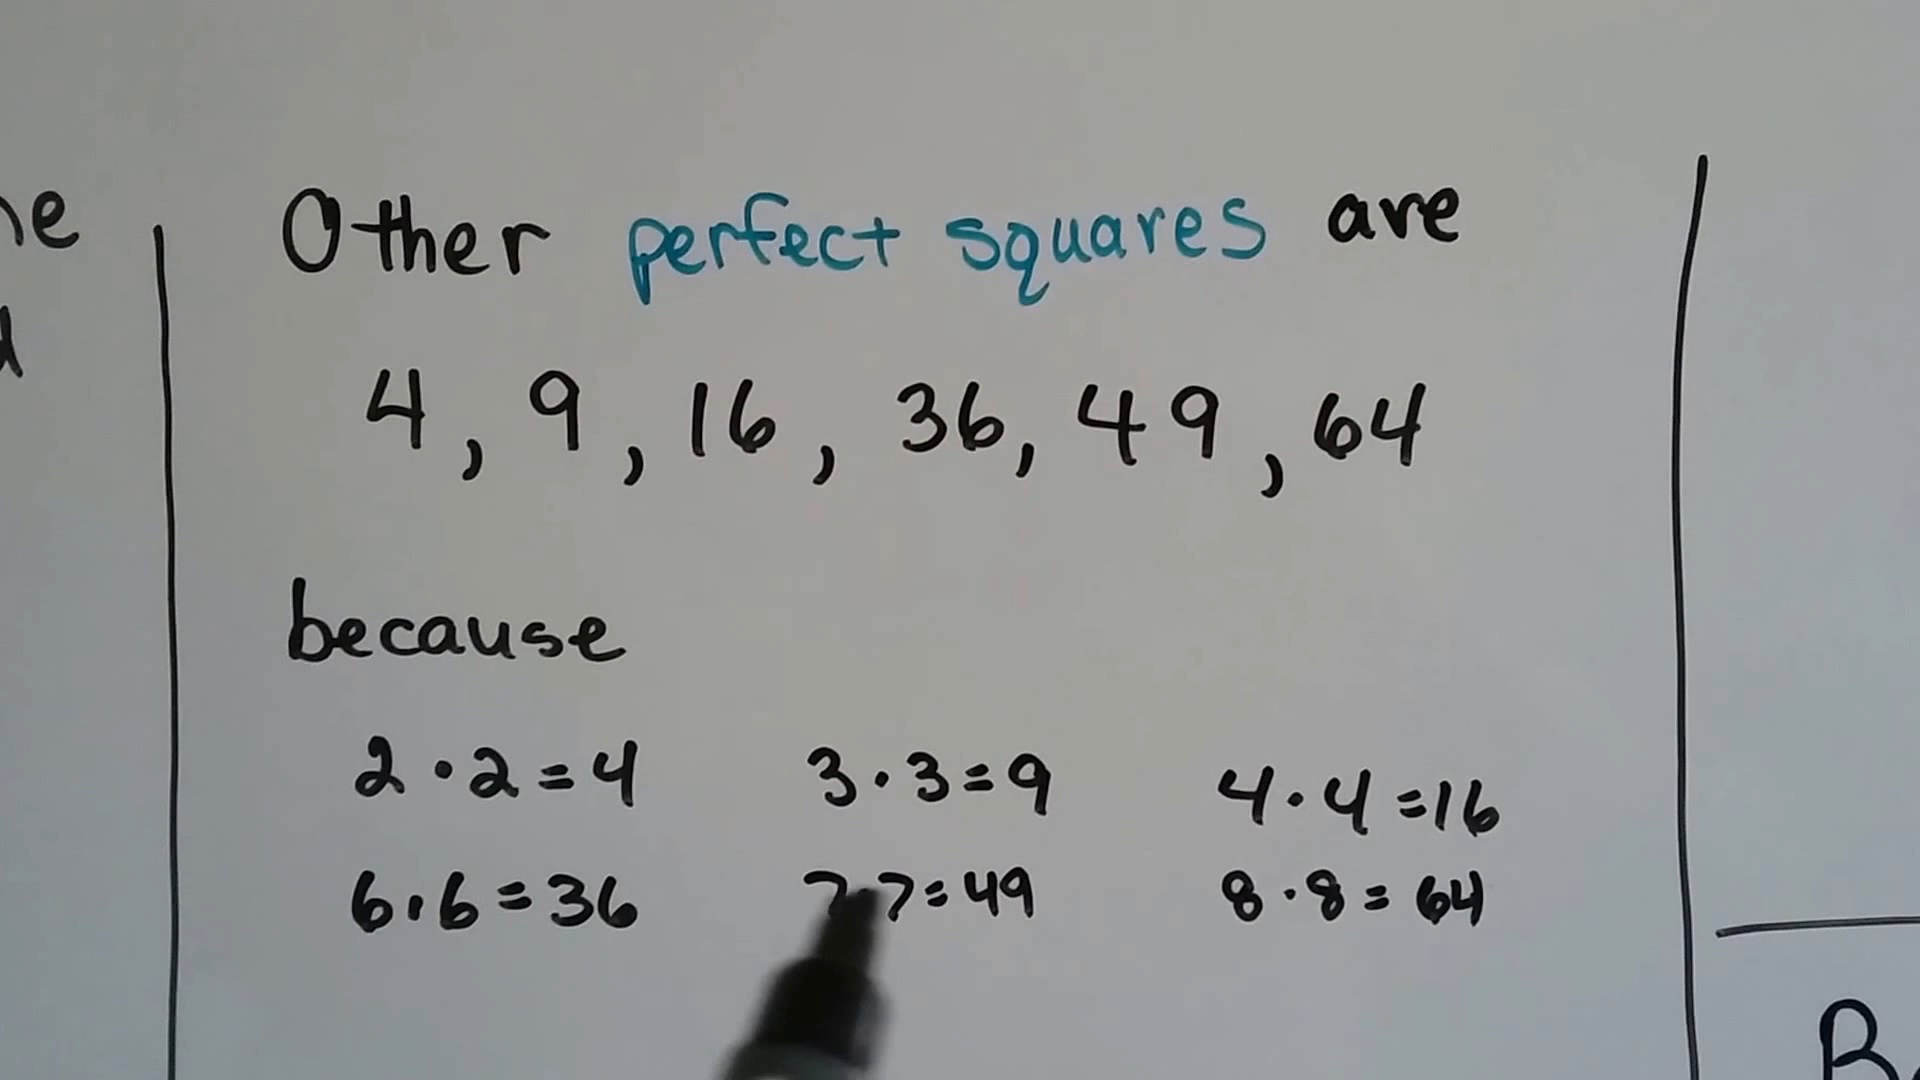 Other perfect squares are
4, 9, 16, 36, 49, 64
because
2 · 2 = 4 3 · 3 = 9 4 · 4 = 16
6 · 6 = 36 7 · 7 = 49 8 · 8 = 64